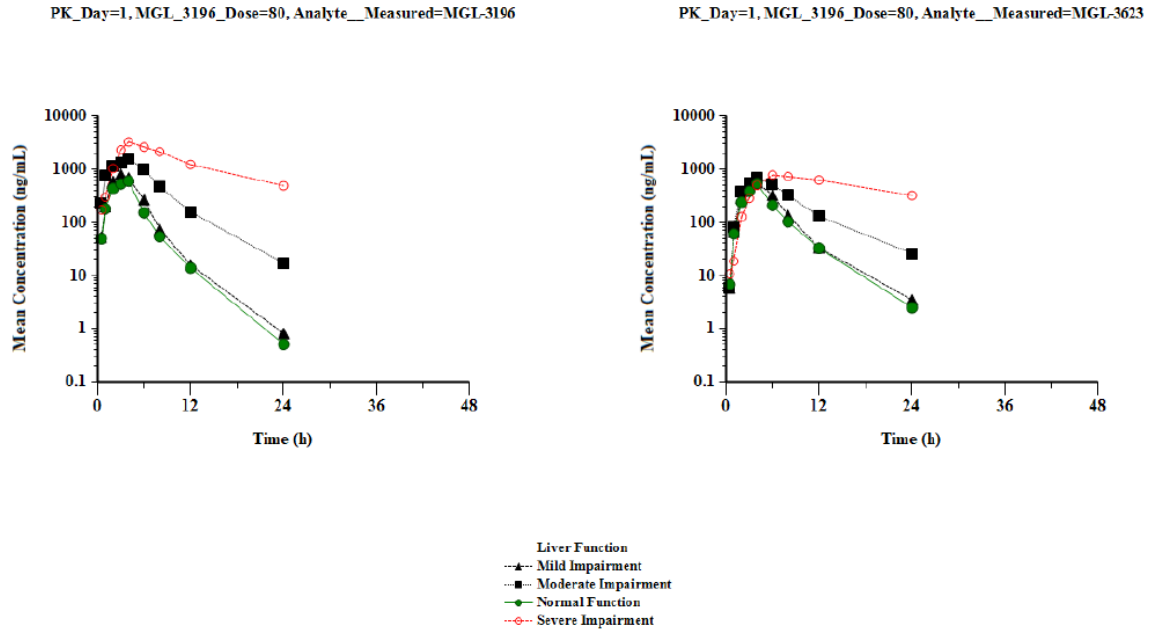 PK_Day=1, MGL_3196_Dose=80, Analyte__Measured=MGL-3196
PK_Day=1, MGL_3196_Dose=80, Analyte__Measured=MGL-3623
Mean Concentration (ng/mL)
10000
1000
100
10
1
0.1
0
12
24
36
48
Time (h)
Mean Concentration (ng/mL)
10000
1000
100
10
1
0.1
0
12
24
36
48
Time (h)
Liver Function
Mild Impairment
Moderate Impairment
Normal Function
Severe Impairment